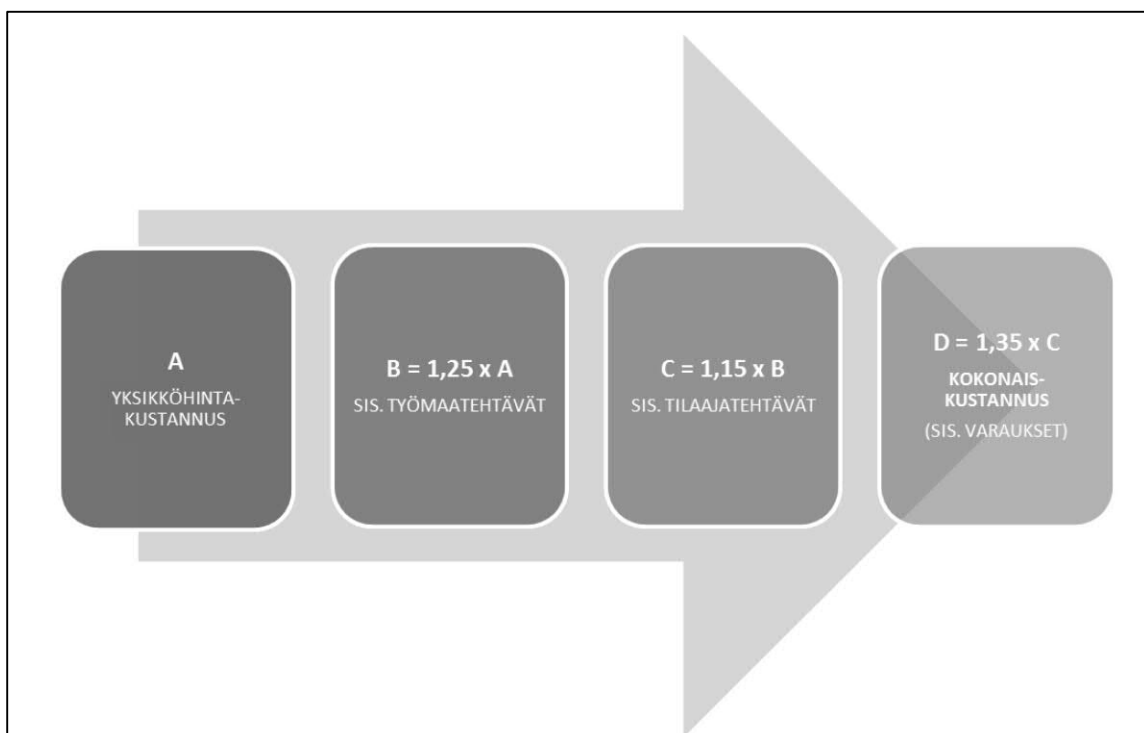 A
YKSIKKÖHINTA-
KUSTANNUS
B = 1,25 x A
SIS. TYÖMAATEHTÄVÄT
C = 1,15 x B
SIS. TILAAJATEHTÄVÄT
D = 1,35 x C
KOKONAIS-
KUSTANNUS
(SIS. VARAUKSET)